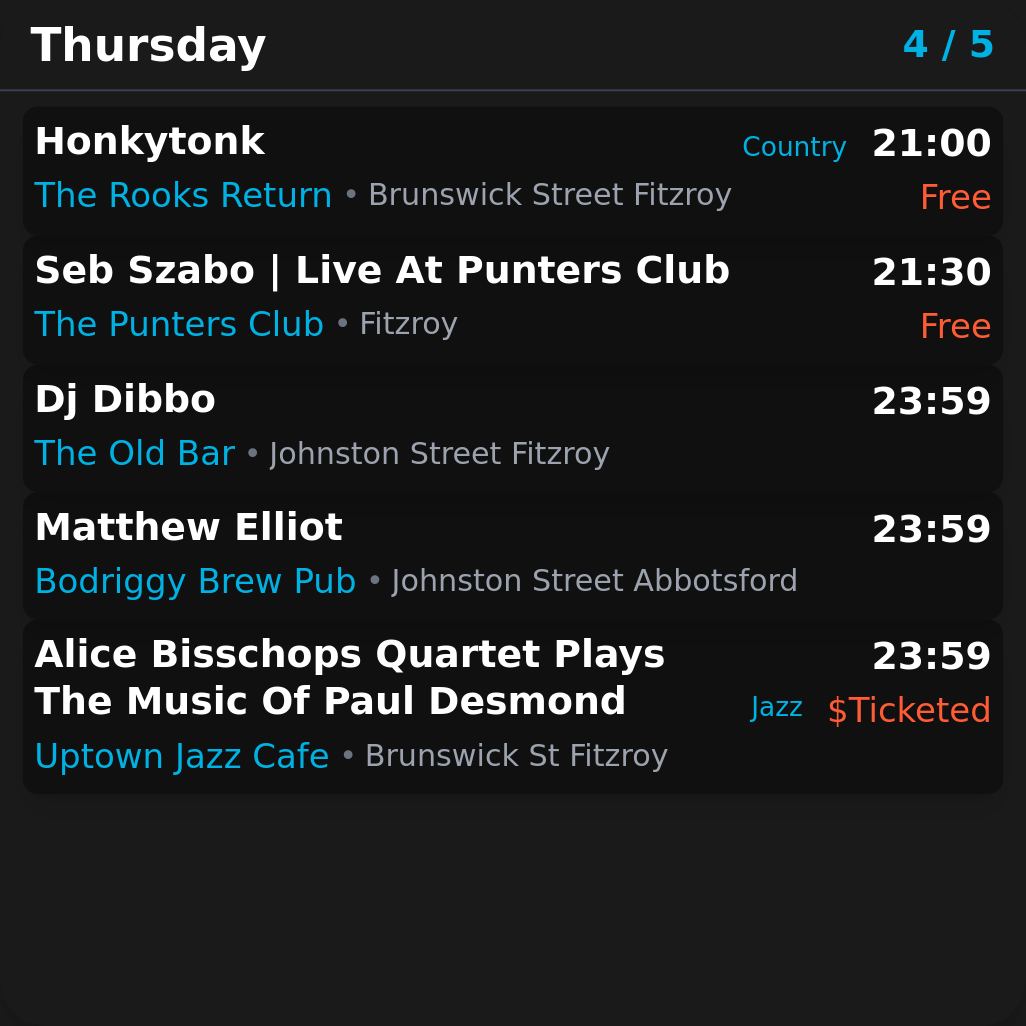 Thursday 4 / 5
Honkytonk Country 21:00
The Rooks Return • Brunswick Street Fitzroy Free
Seb Szabo | Live At Punters Club 21:30
The Punters Club • Fitzroy Free
Dj Dibbo 23:59
The Old Bar • Johnston Street Fitzroy
Matthew Elliot 23:59
Bodriggy Brew Pub • Johnston Street Abbotsford
Alice Bisschops Quartet Plays 23:59
The Music Of Paul Desmond Jazz $Ticketed
Uptown Jazz Cafe • Brunswick St Fitzroy